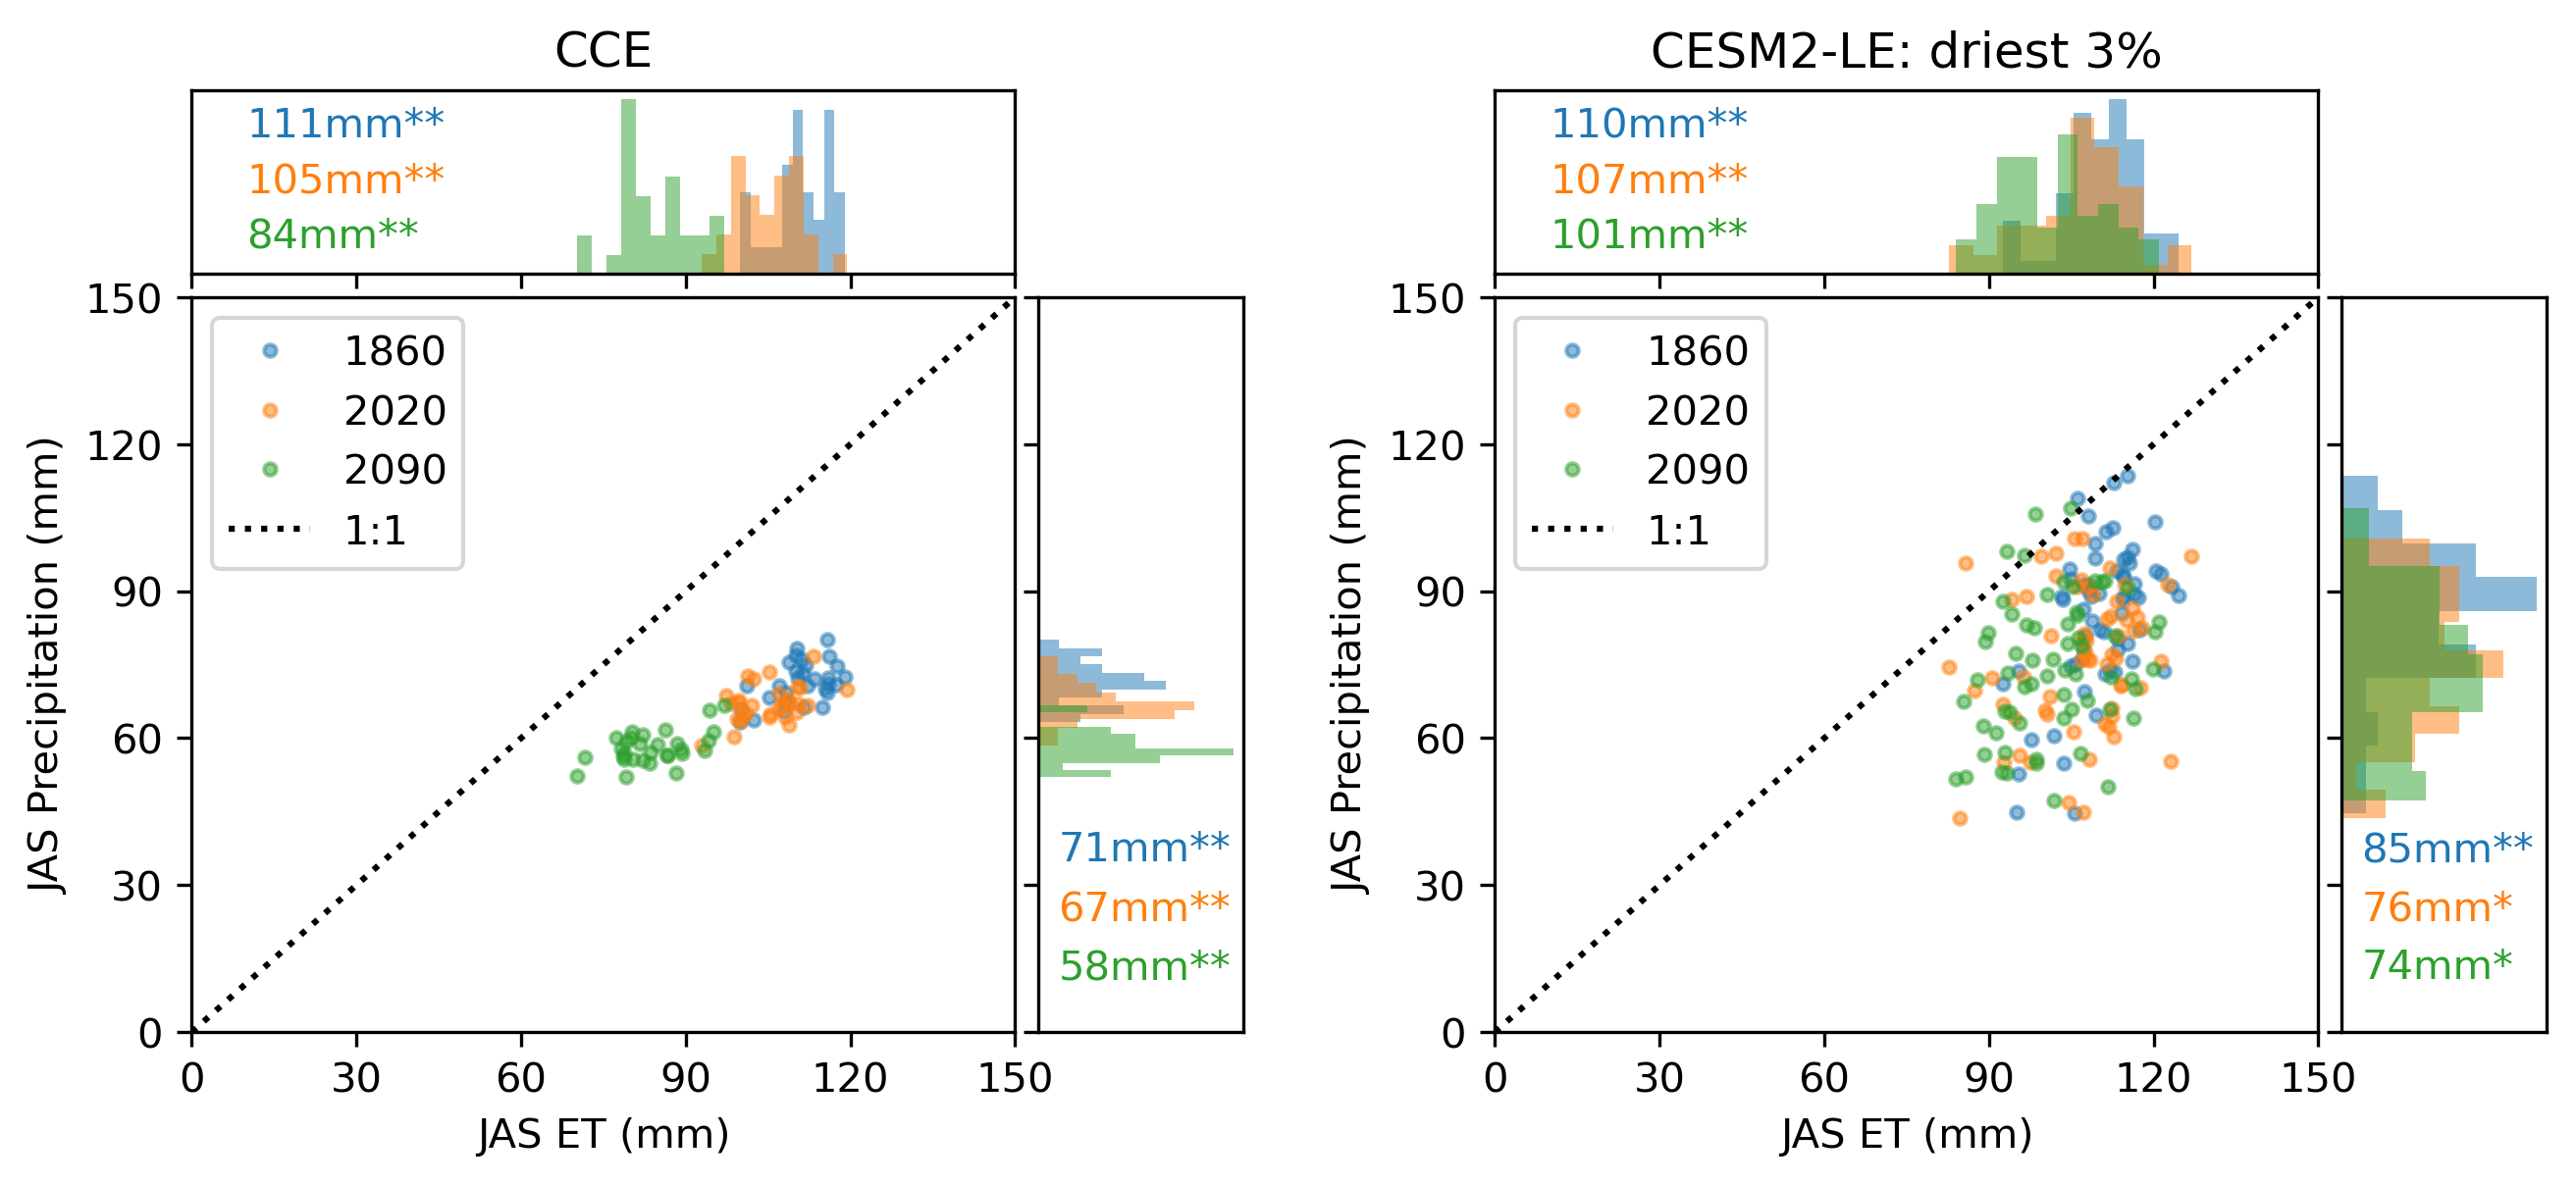 CCE
111mm**
105mm**
84mm**
150
120
90
60
30
0
JAS Precipitation (mm)
1860
2020
2090
1:1
71mm**
67mm**
58mm**
0 30 60 90 120 150
JAS ET (mm)
CESM2-LE: driest 3%
110mm**
107mm**
101mm**
150
120
90
60
30
0
JAS Precipitation (mm)
1860
2020
2090
1:1
85mm**
76mm*
74mm*
0 30 60 90 120 150
JAS ET (mm)